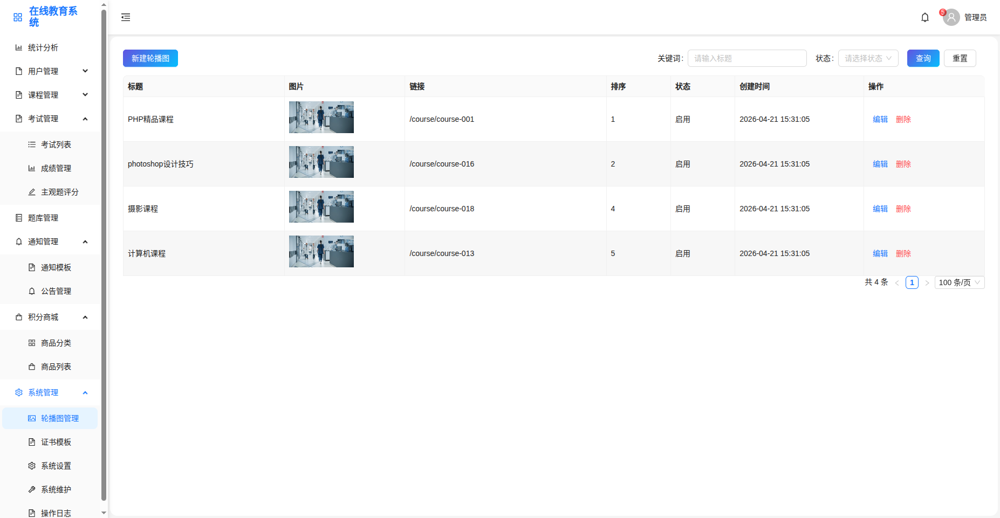 在线教育系
统
统计分析
用户管理
课程管理
考试管理
考试列表
成绩管理
主观题评分
题库管理
通知管理
通知模板
公告管理
积分商城
商品分类
商品列表
系统管理
轮播图管理
证书模板
系统设置
系统维护
操作日志
5
管理员
新建轮播图
关键词: 请输入标题 状态: 请选择状态 查询 重置
标题 图片 链接 排序 状态 创建时间 操作
PHP精品课程 /course/course-001 1 启用 2026-04-21 15:31:05 编辑 删除
photoshop设计技巧 /course/course-016 2 启用 2026-04-21 15:31:05 编辑 删除
摄影课程 /course/course-018 4 启用 2026-04-21 15:31:05 编辑 删除
计算机课程 /course/course-013 5 启用 2026-04-21 15:31:05 编辑 删除
共 4 条 1 100 条/页